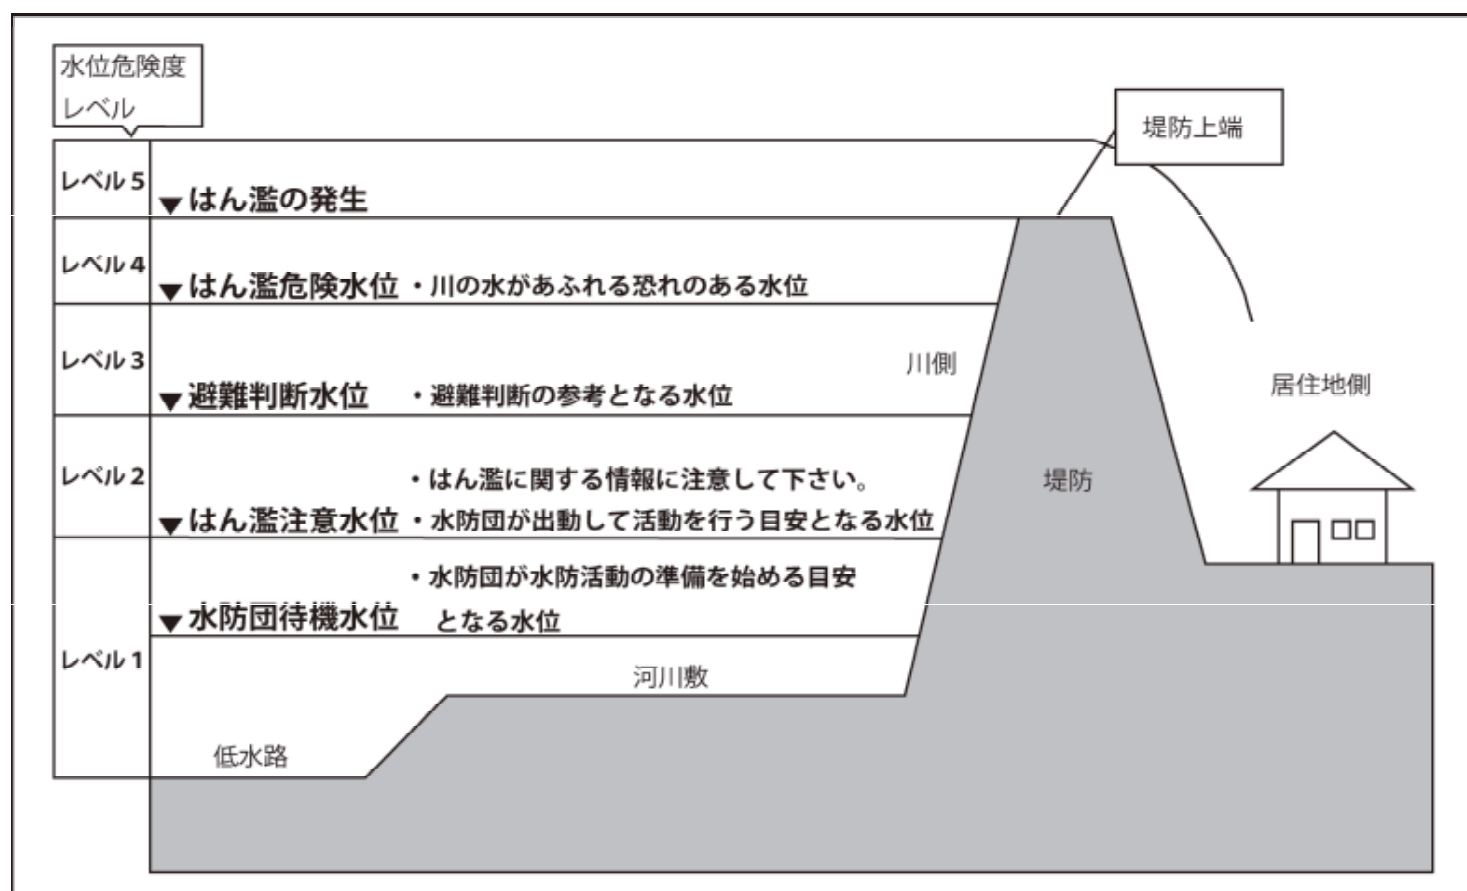 水位危険度
レベル
堤防上端
レベル 5
▼はん濫の発生
レベル 4
▼はん濫危険水位 ・川の水があふれる恐れのある水位
レベル 3
川側
▼避難判断水位 ・避難判断の参考となる水位
居住地側
レベル 2
・はん濫に関する情報に注意して下さい。
堤防
▼はん濫注意水位 ・水防団が出動して活動を行う目安となる水位
・水防団が水防活動の準備を始める目安
▼水防団待機水位 となる水位
レベル 1
河川敷
低水路